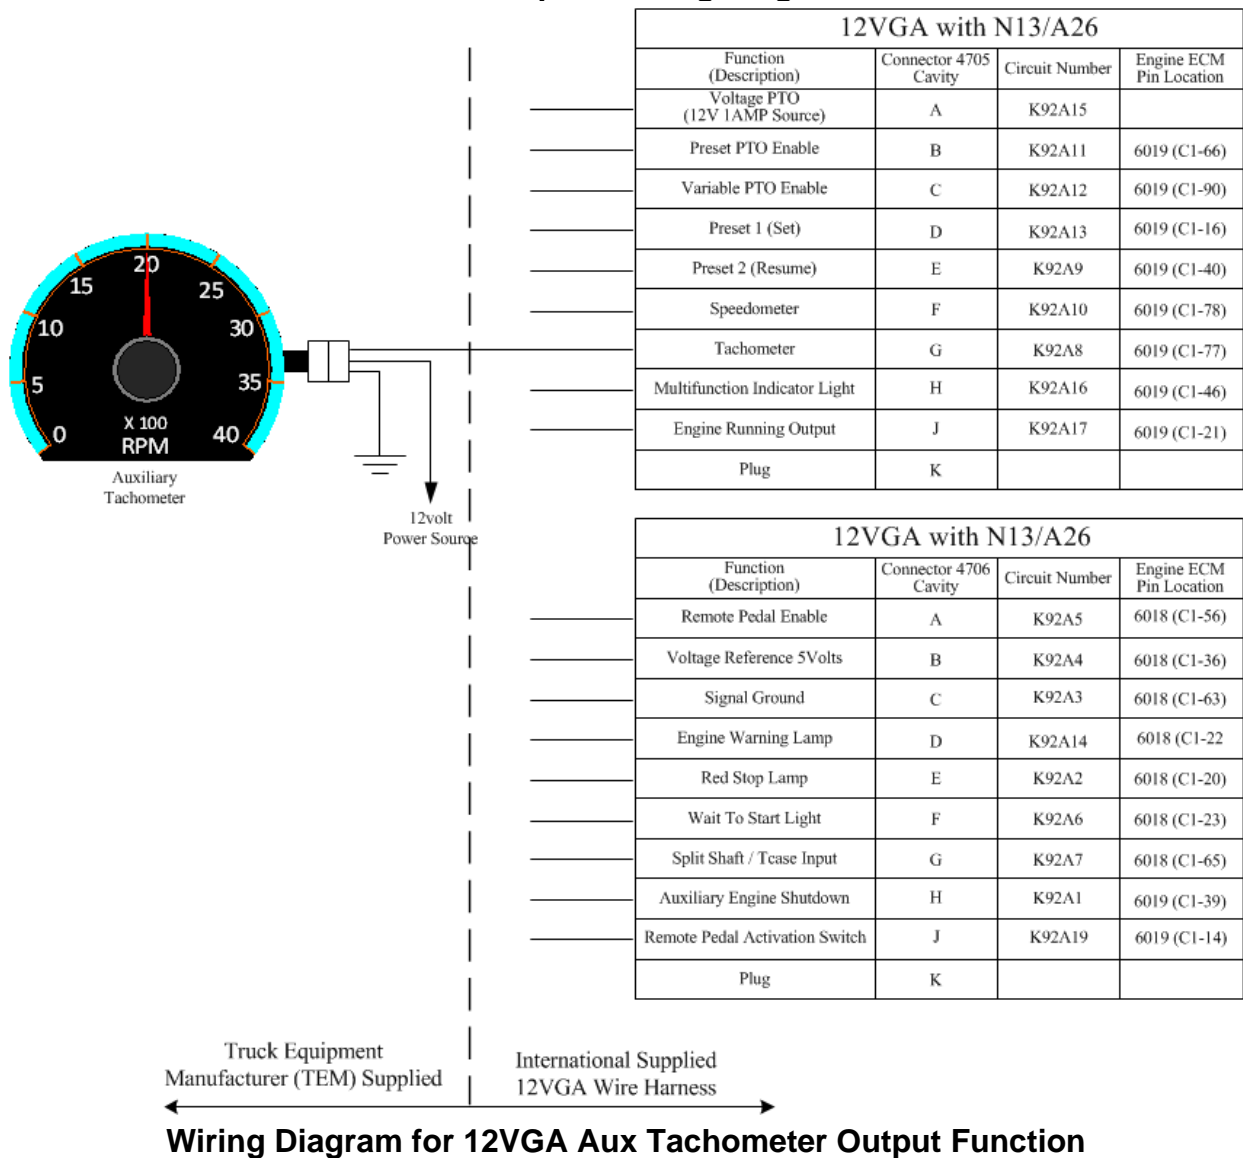 12VGA with N13/A26
Function (Description) Connector 4705 Cavity Circuit Number Engine ECM Pin Location
Voltage PTO (12V 1AMP Source) A K92A15
Preset PTO Enable B K92A11 6019 (C1-66)
Variable PTO Enable C K92A12 6019 (C1-90)
Preset 1 (Set) D K92A13 6019 (C1-16)
Preset 2 (Resume) E K92A9 6019 (C1-40)
Speedometer F K92A10 6019 (C1-78)
Tachometer G K92A8 6019 (C1-77)
Multifunction Indicator Light H K92A16 6019 (C1-46)
Engine Running Output J K92A17 6019 (C1-21)
Plug K
0
5
10
15
20
25
30
35
40
X 100
RPM
Auxiliary
Tachometer
12volt
Power Source
12VGA with N13/A26
Function (Description) Connector 4706 Cavity Circuit Number Engine ECM Pin Location
Remote Pedal Enable A K92A5 6018 (C1-56)
Voltage Reference 5Volts B K92A4 6018 (C1-36)
Signal Ground C K92A3 6018 (C1-63)
Engine Warning Lamp D K92A14 6018 (C1-22
Red Stop Lamp E K92A2 6018 (C1-20)
Wait To Start Light F K92A6 6018 (C1-23)
Split Shaft / Tcase Input G K92A7 6018 (C1-65)
Auxiliary Engine Shutdown H K92A1 6019 (C1-39)
Remote Pedal Activation Switch J K92A19 6019 (C1-14)
Plug K
Truck Equipment
Manufacturer (TEM) Supplied
International Supplied
12VGA Wire Harness
Wiring Diagram for 12VGA Aux Tachometer Output Function